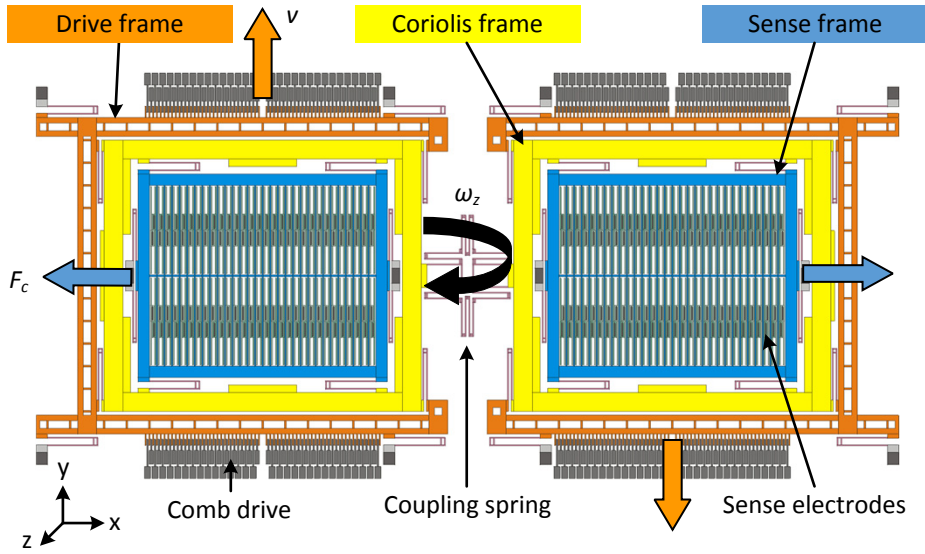 Drive frame
v
Coriolis frame
Sense frame
ω_z
F_c
y
x
z
Comb drive
Coupling spring
Sense electrodes